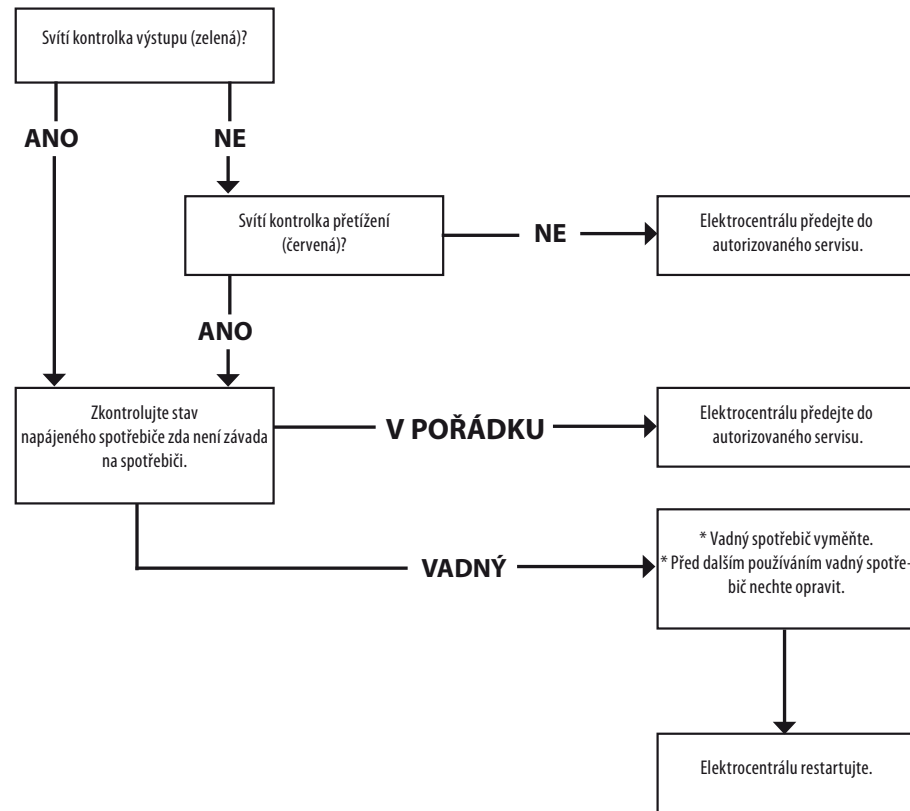 Svítí kontrolka výstupu (zelená)?
ANO
NE
Svítí kontrolka přetížení
(červená)?
NE
Elektrocentrálu předejte do
autorizovaného servisu.
ANO
Zkontrolujte stav
napájeného spotřebiče zda není závada
na spotřebiči.
V POŘÁDKU
Elektrocentrálu předejte do
autorizovaného servisu.
VADNÝ
* Vadný spotřebič vyměňte.
* Před dalším používáním vadný spotře-
bič nechte opravit.
Elektrocentrálu restartujte.